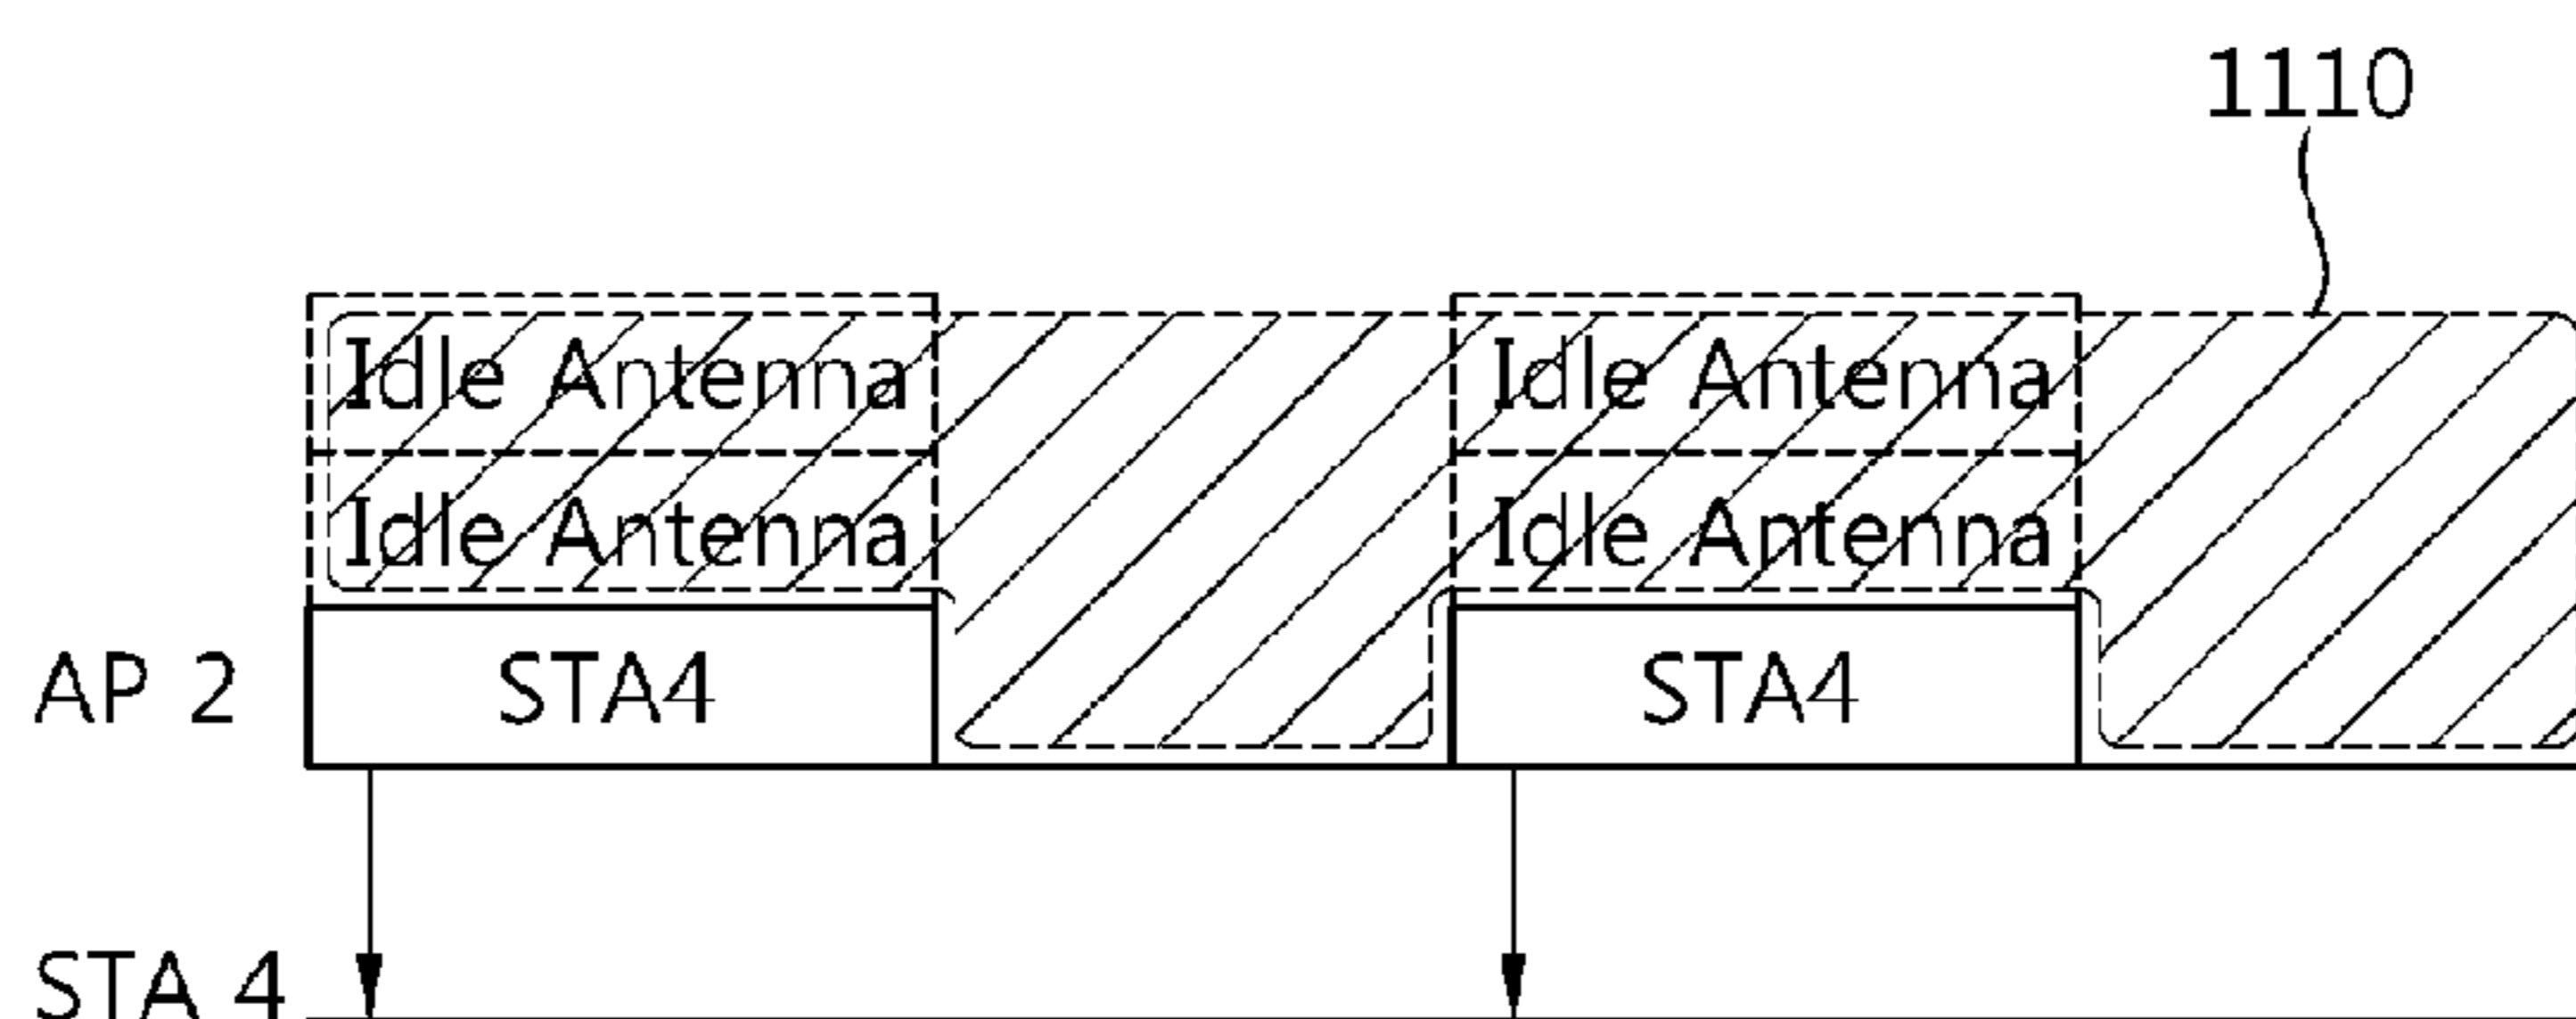 1110
Idle Antenna Idle Antenna
Idle Antenna Idle Antenna
AP 2 STA4 STA4
STA 4